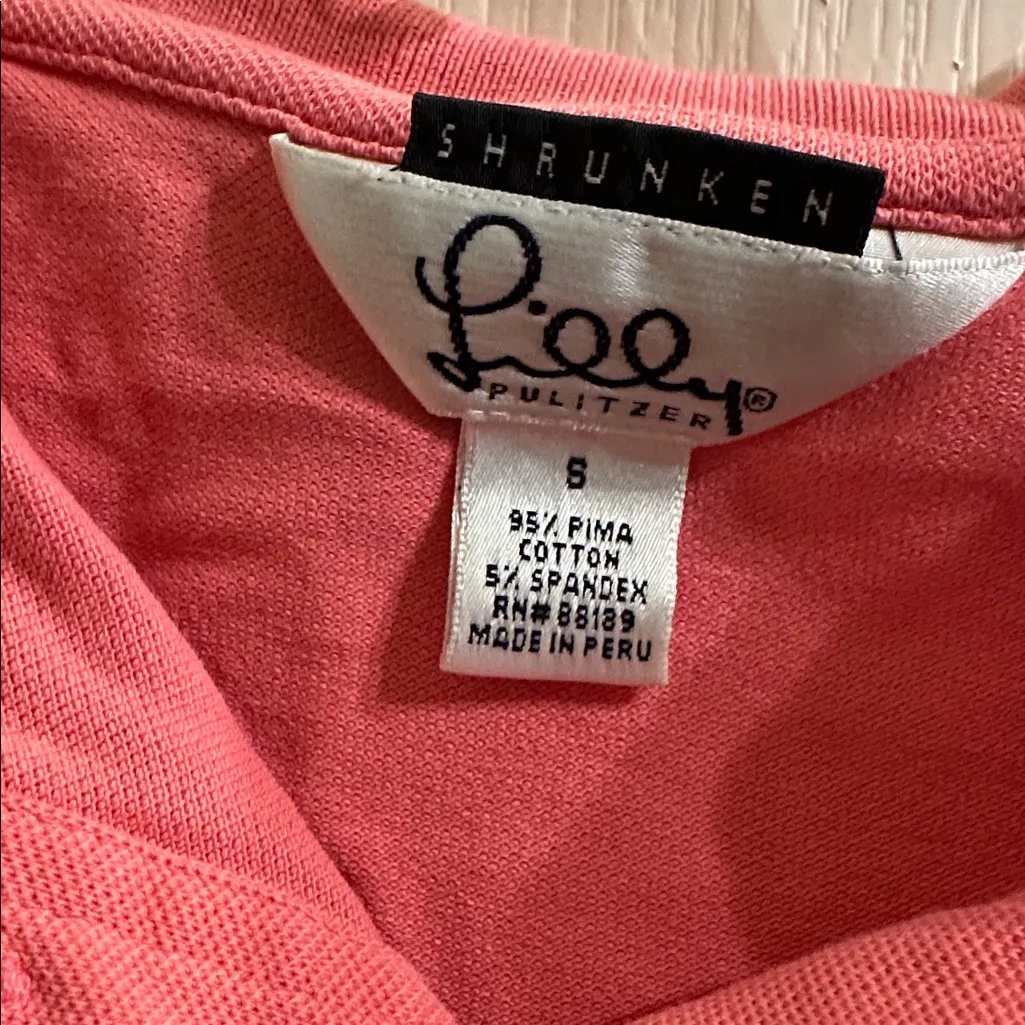 SHRUNKEN
Lilly®
PULITZER
S
95% PIMA
COTTON
5% SPANDEX
RN# 88189
MADE IN PERU